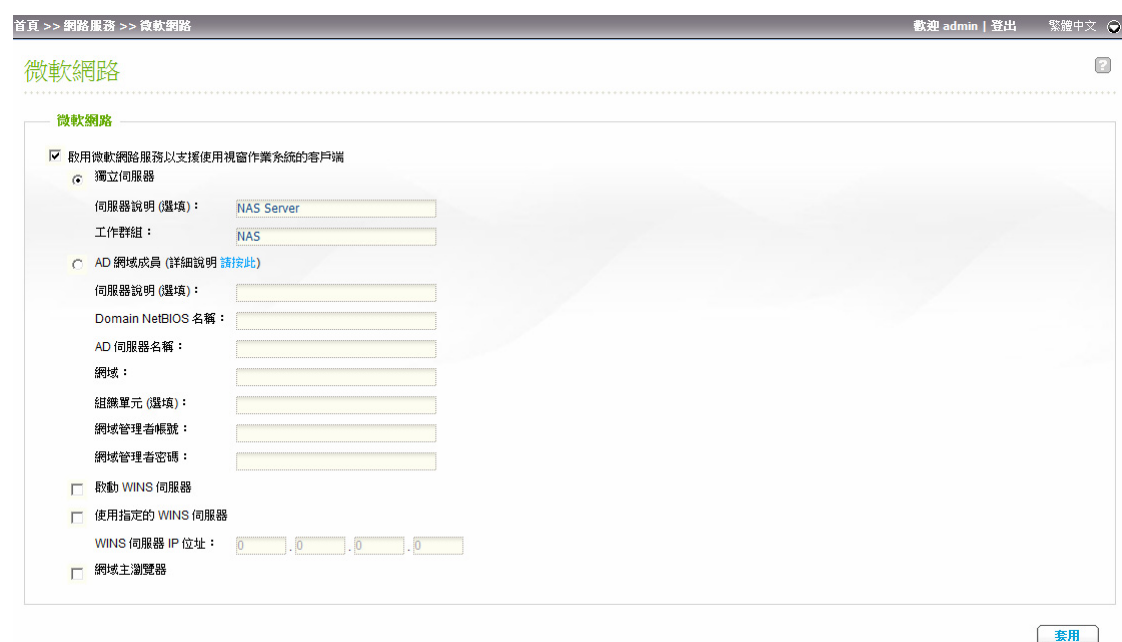 首頁 >> 網路服務 >> 微軟網路
歡迎 admin | 登出 繁體中文
微軟網路
?
微軟網路
啟用微軟網路服務以支援使用視窗作業系統的客戶端
獨立伺服器
伺服器說明 (選填)： NAS Server
工作群組： NAS
AD 網域成員 (詳細說明 請按此)
伺服器說明 (選填)：
Domain NetBIOS 名稱：
AD 伺服器名稱：
網域：
組織單元 (選填)：
網域管理者帳號：
網域管理者密碼：
啟動 WINS 伺服器
使用指定的 WINS 伺服器
WINS 伺服器 IP 位址： 0 . 0 . 0 . 0
網域主瀏覽器
套用